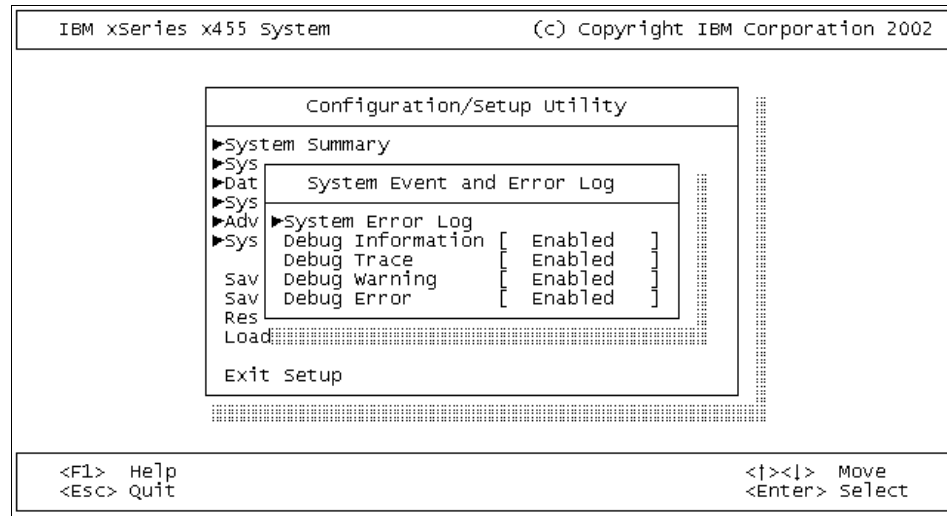 IBM xSeries x455 System (c) Copyright IBM Corporation 2002
Configuration/Setup Utility
►System Summary
►Sys
►Dat
►Sys
►Adv
►Sys
Sav
Sav
Res
Load
Exit Setup
System Event and Error Log
►System Error Log
Debug Information [ Enabled ]
Debug Trace [ Enabled ]
Debug Warning [ Enabled ]
Debug Error [ Enabled ]
<F1> Help <↑><↓> Move
<Esc> Quit <Enter> Select